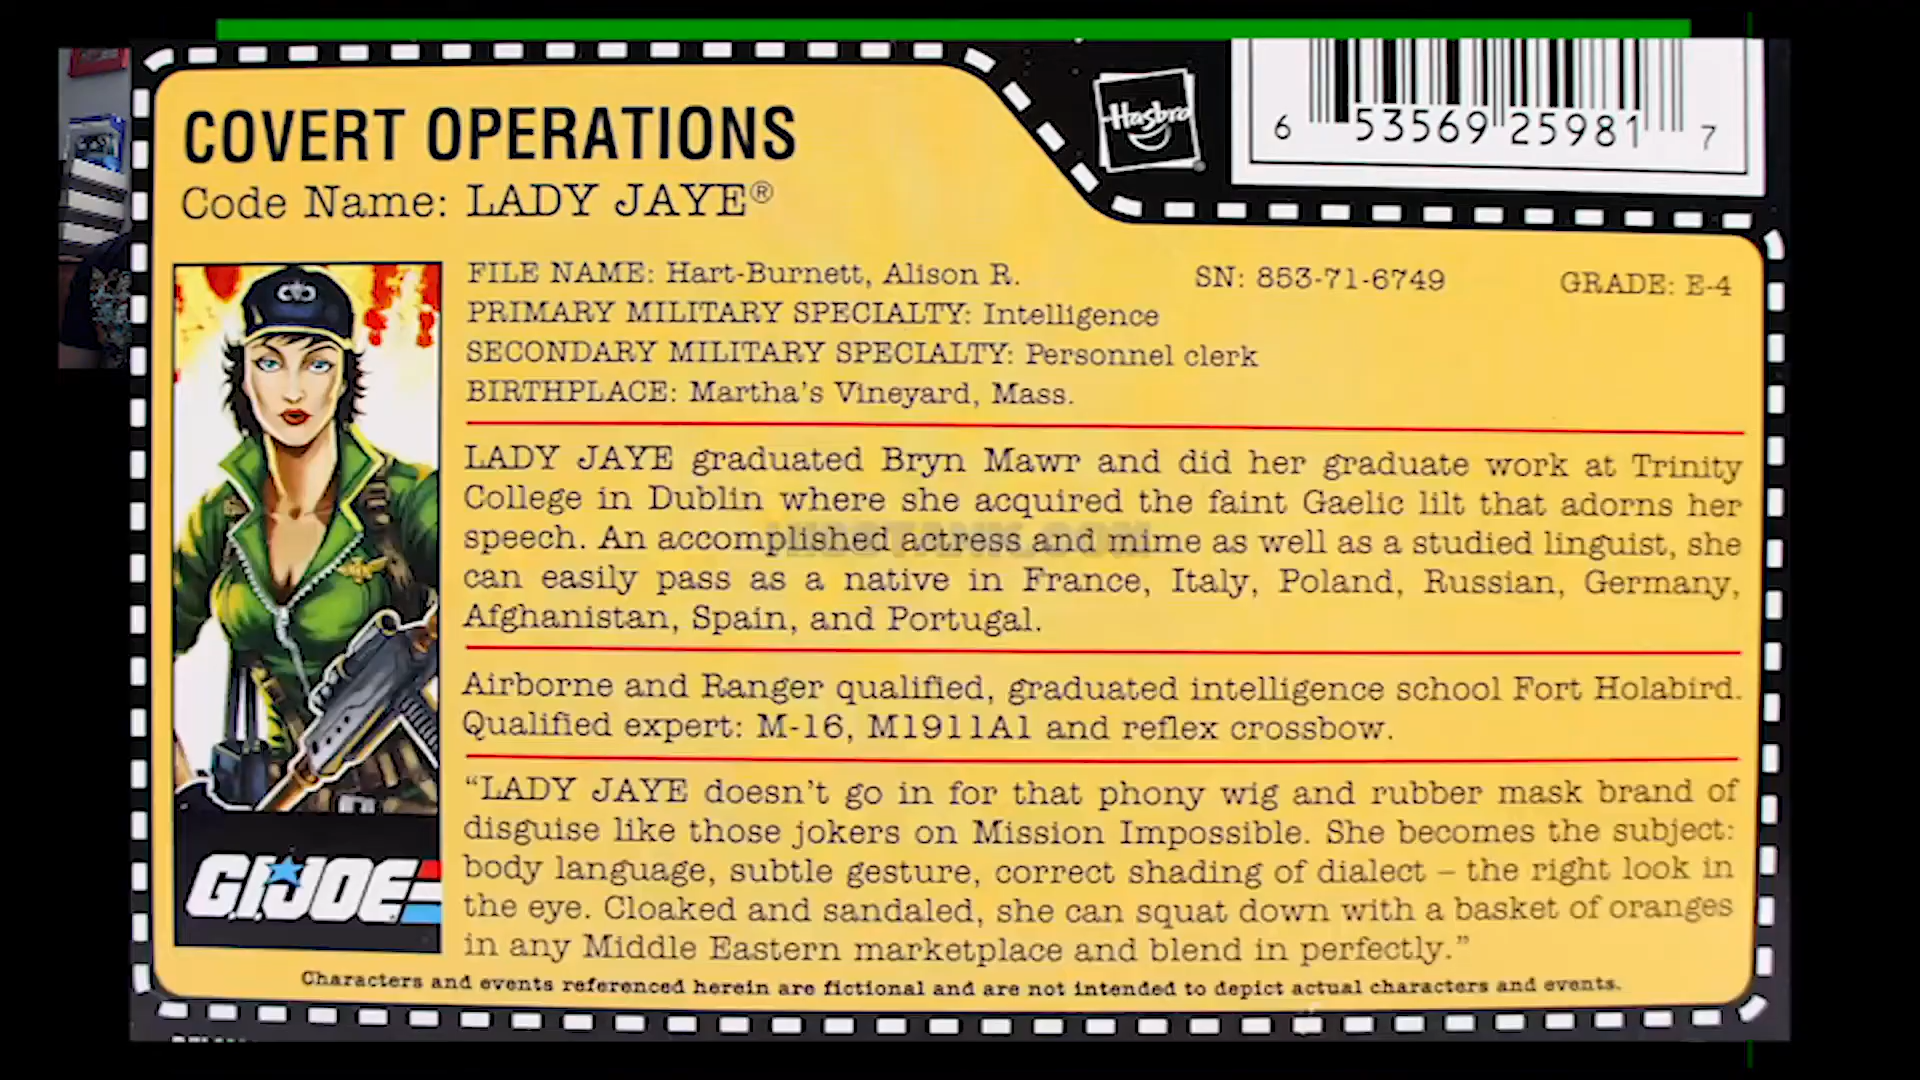 COVERT OPERATIONS
Code Name: LADY JAYE®
Hasbro
6 53569 25981 7
FILE NAME: Hart-Burnett, Alison R. SN: 853-71-6749 GRADE: E-4
PRIMARY MILITARY SPECIALTY: Intelligence
SECONDARY MILITARY SPECIALTY: Personnel clerk
BIRTHPLACE: Martha's Vineyard, Mass.
LADY JAYE graduated Bryn Mawr and did her graduate work at Trinity
College in Dublin where she acquired the faint Gaelic lilt that adorns her
speech. An accomplished actress and mime as well as a studied linguist, she
can easily pass as a native in France, Italy, Poland, Russian, Germany,
Afghanistan, Spain, and Portugal.
Airborne and Ranger qualified, graduated intelligence school Fort Holabird.
Qualified expert: M-16, M1911A1 and reflex crossbow.
“LADY JAYE doesn't go in for that phony wig and rubber mask brand of
disguise like those jokers on Mission Impossible. She becomes the subject:
body language, subtle gesture, correct shading of dialect – the right look in
the eye. Cloaked and sandaled, she can squat down with a basket of oranges
in any Middle Eastern marketplace and blend in perfectly.”
G.I. JOE
Characters and events referenced herein are fictional and are not intended to depict actual characters and events.